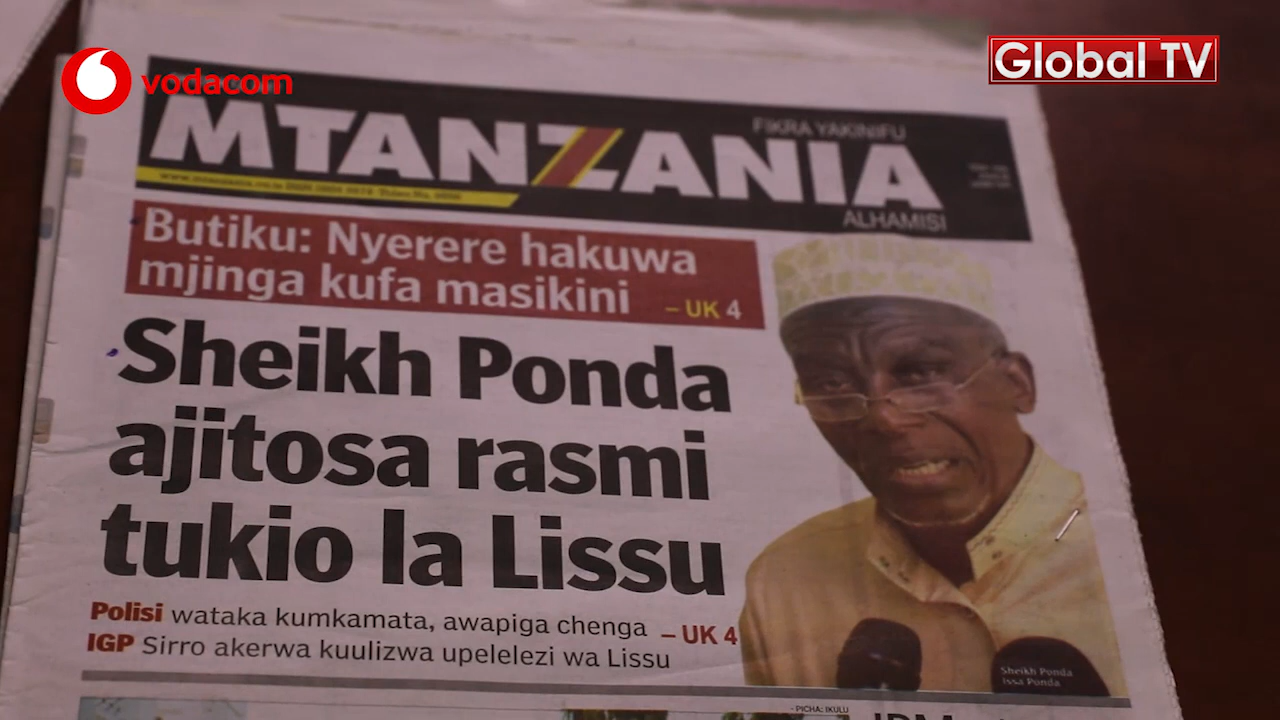 vodacom
Global TV
MTANZANIA
FIKRA YAKINIFU
ALHAMISI
Butiku: Nyerere hakuwa
mjinga kufa masikini
– UK 4
Sheikh Ponda
ajitosa rasmi
tukio la Lissu
Polisi wataka kumkamata, awapiga chenga – UK 4
IGP Sirro akerwa kuulizwa upelelezi wa Lissu
Sheikh Ponda
Issa Ponda
- PICHA: IKULU